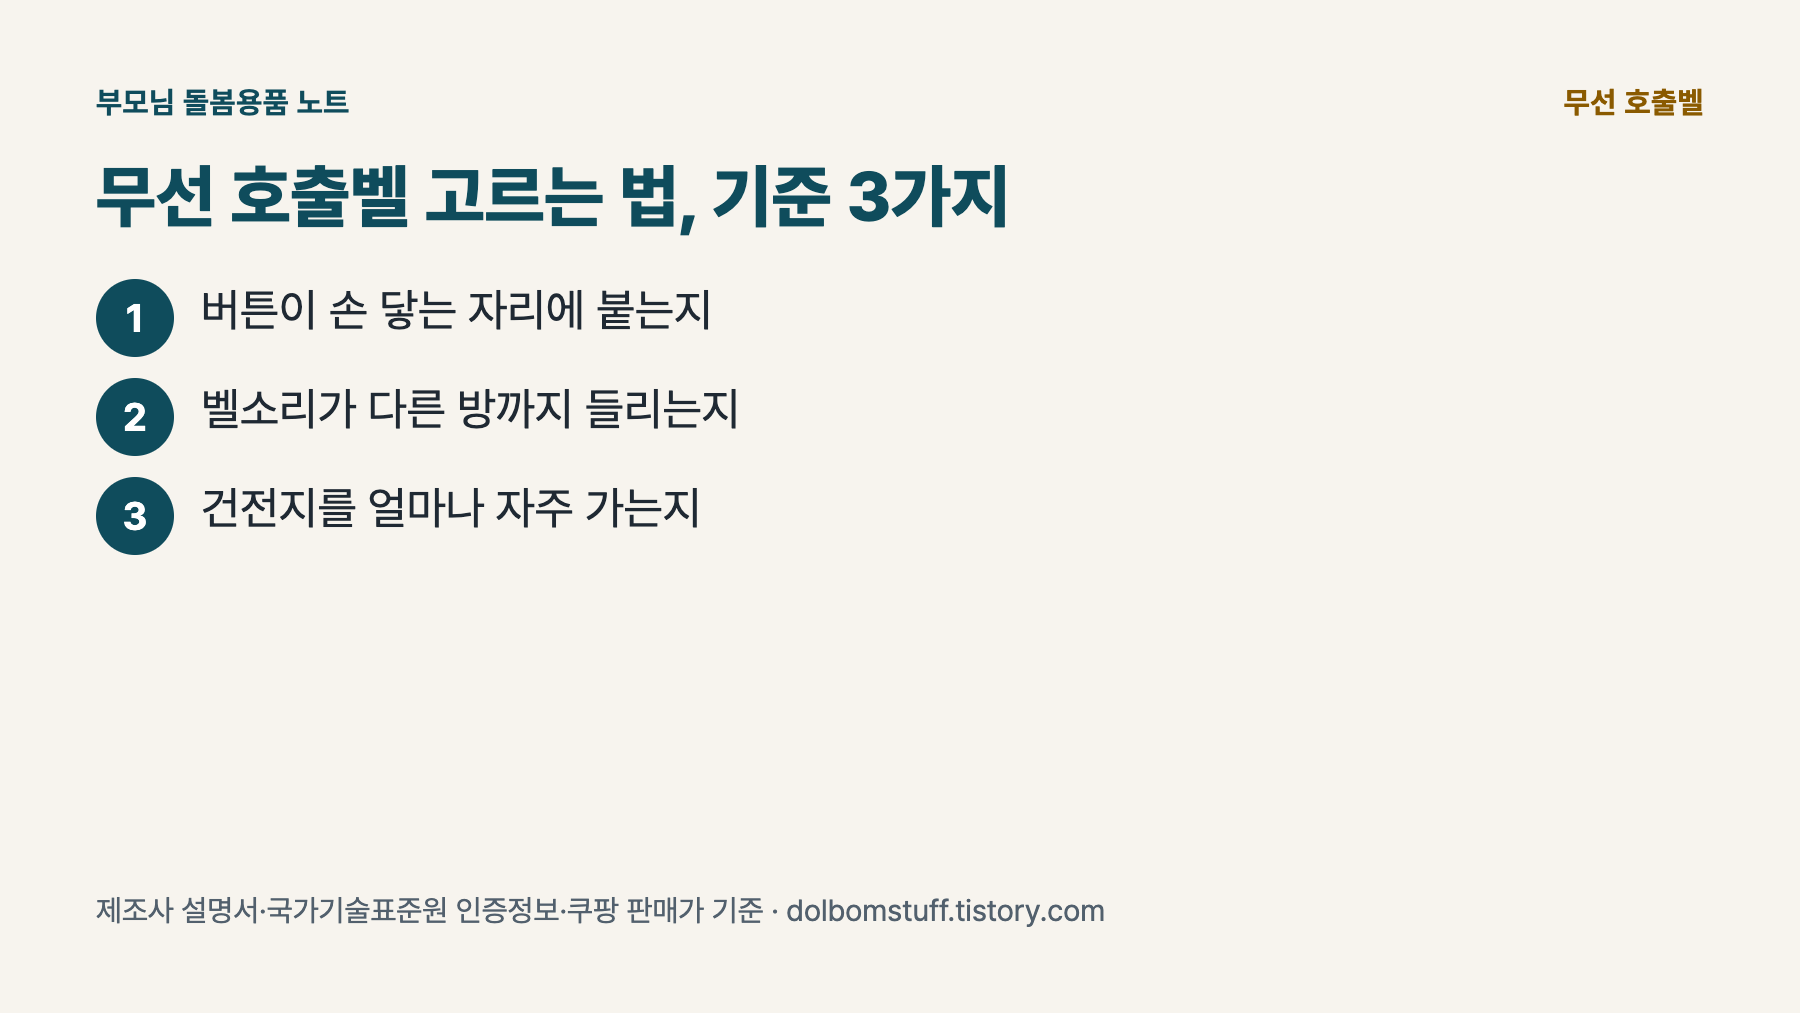 부모님 돌봄용품 노트
무선 호출벨
무선 호출벨 고르는 법, 기준 3가지
1 버튼이 손 닿는 자리에 붙는지
2 벨소리가 다른 방까지 들리는지
3 건전지를 얼마나 자주 가는지
제조사 설명서·국가기술표준원 인증정보·쿠팡 판매가 기준 · dolbomstuff.tistory.com